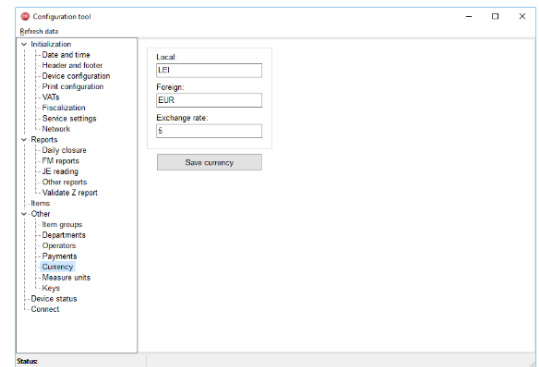 Configuration tool
Refresh data
Initialization
Date and time
Header and footer
Device configuration
Print configuration
VATs
Fiscalization
Service settings
Network
Reports
Daily closure
FM reports
JE reading
Other reports
Validate Z report
Items
Other
Item groups
Departments
Operators
Payments
Currency
Measure units
Keys
Device status
Connect
Local:
LEI
Foreign:
EUR
Exchange rate:
5
Save currency
Status: